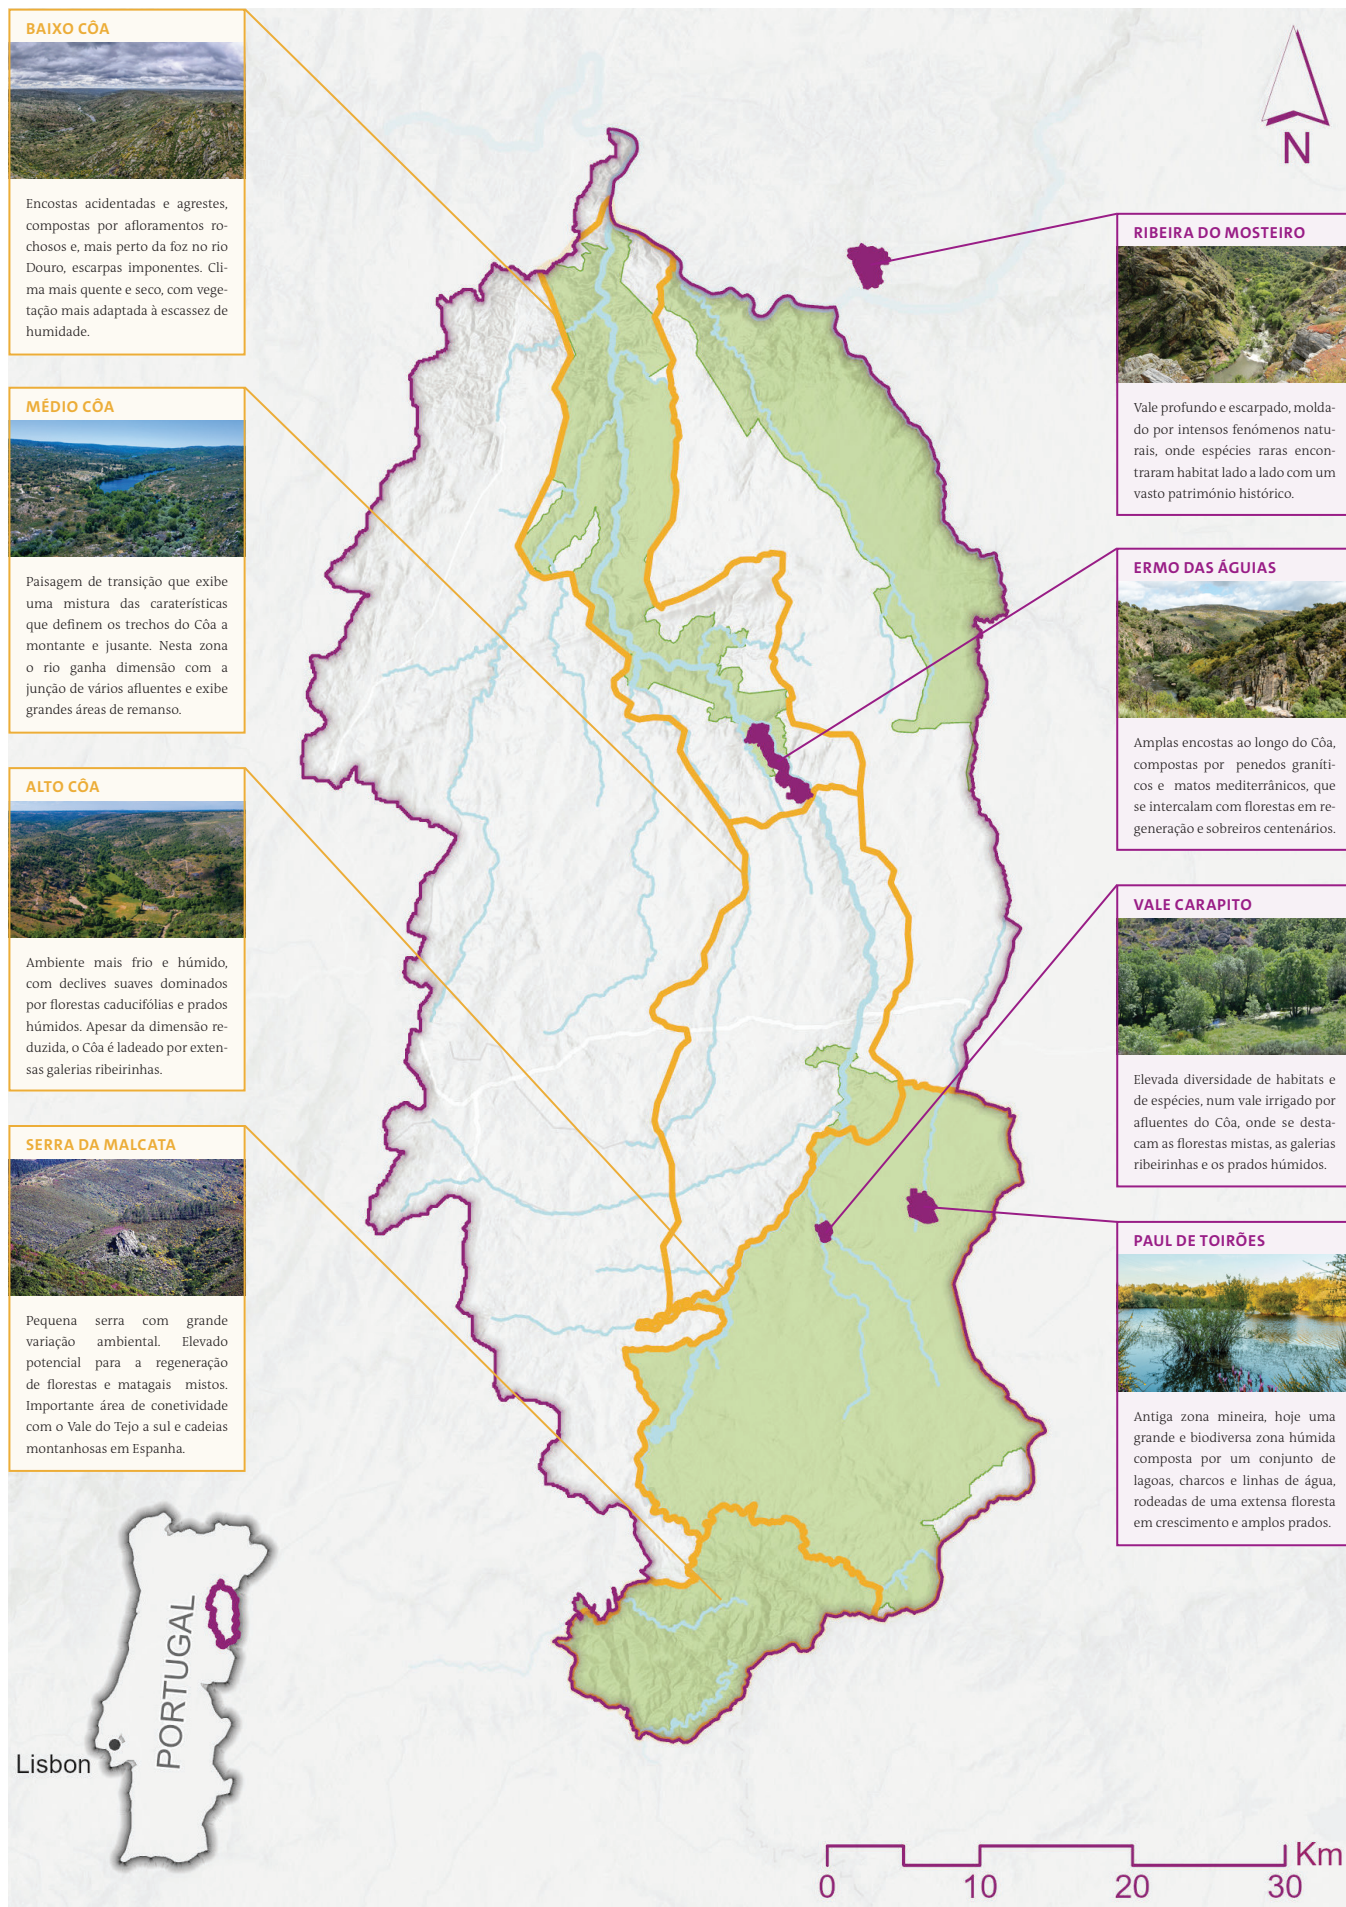 BAIXO CÔA
Encostas acidentadas e agrestes,
compostas por afloramentos ro-
chosos e, mais perto da foz no rio
Douro, escarpas imponentes. Cli-
ma mais quente e seco, com vege-
tação mais adaptada à escassez de
humidade.
MÉDIO CÔA
Paisagem de transição que exibe
uma mistura das caraterísticas
que definem os trechos do Côa a
montante e jusante. Nesta zona
o rio ganha dimensão com a
junção de vários afluentes e exibe
grandes áreas de remanso.
ALTO CÔA
Ambiente mais frio e húmido,
com declives suaves dominados
por florestas caducifólias e prados
húmidos. Apesar da dimensão re-
duzida, o Côa é ladeado por exten-
sas galerias ribeirinhas.
SERRA DA MALCATA
Pequena serra com grande
variação ambiental. Elevado
potencial para a regeneração
de florestas e matagais mistos.
Importante área de conetividade
com o Vale do Tejo a sul e cadeias
montanhosas em Espanha.
PORTUGAL
Lisbon
N
RIBEIRA DO MOSTEIRO
Vale profundo e escarpado, molda-
do por intensos fenómenos natu-
rais, onde espécies raras encon-
traram habitat lado a lado com um
vasto património histórico.
ERMO DAS ÁGUIAS
Amplas encostas ao longo do Côa,
compostas por penedos graníti-
cos e matos mediterrânicos, que
se intercalam com florestas em re-
generação e sobreiros centenários.
VALE CARAPITO
Elevada diversidade de habitats e
de espécies, num vale irrigado por
afluentes do Côa, onde se desta-
cam as florestas mistas, as galerias
ribeirinhas e os prados húmidos.
PAUL DE TOIRÕES
Antiga zona mineira, hoje uma
grande e biodiversa zona húmida
composta por um conjunto de
lagoas, charcos e linhas de água,
rodeadas de uma extensa floresta
em crescimento e amplos prados.
Km
0 10 20 30